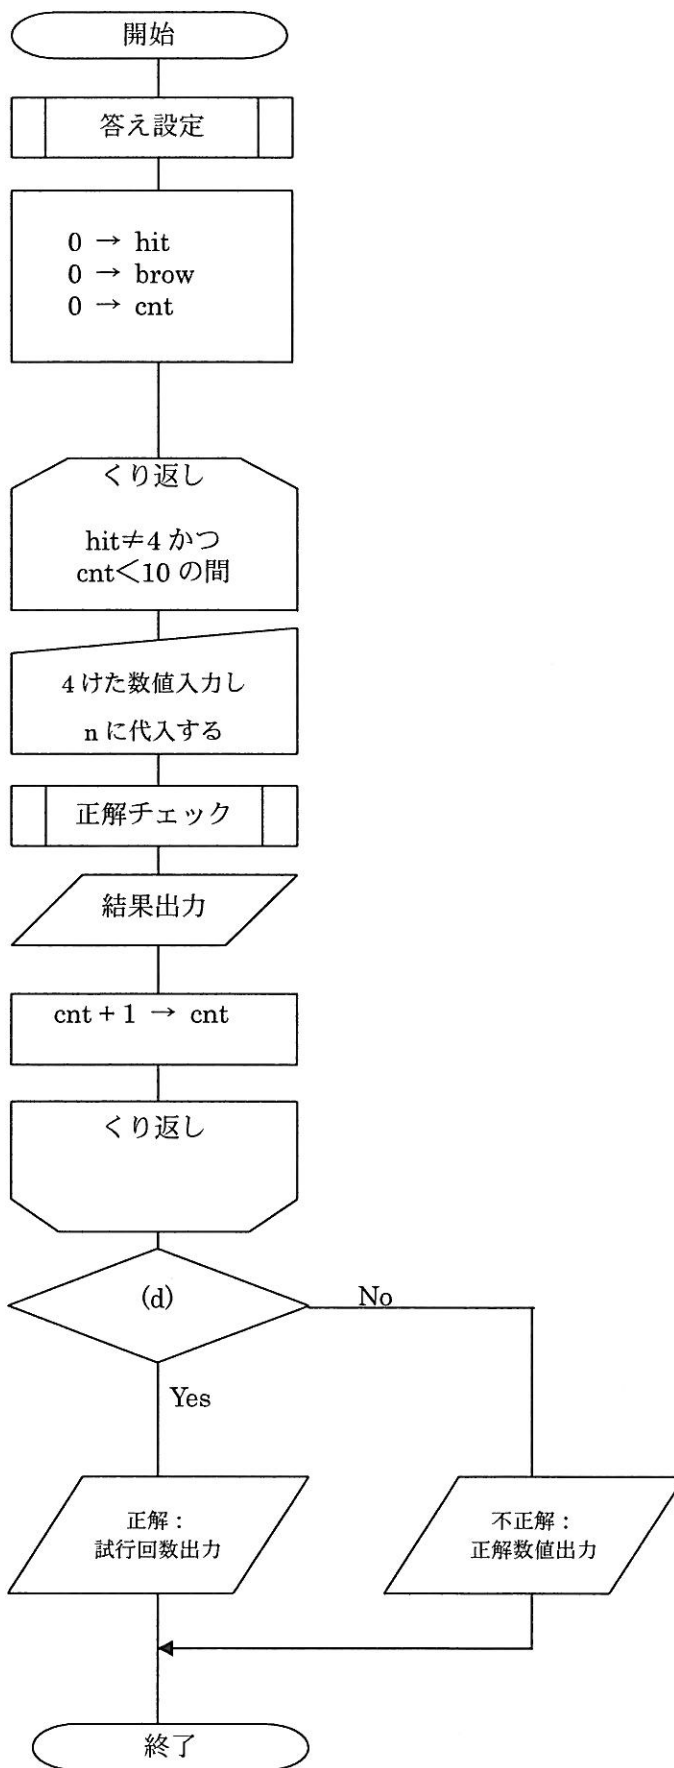 開始
答え設定
0 → hit
0 → brow
0 → cnt
くり返し
hit≠4 かつ
cnt＜10 の間
4 けた数値入力し
n に代入する
正解チェック
結果出力
cnt + 1 → cnt
くり返し
(d)
No
Yes
正解：
試行回数出力
不正解：
正解数値出力
終了